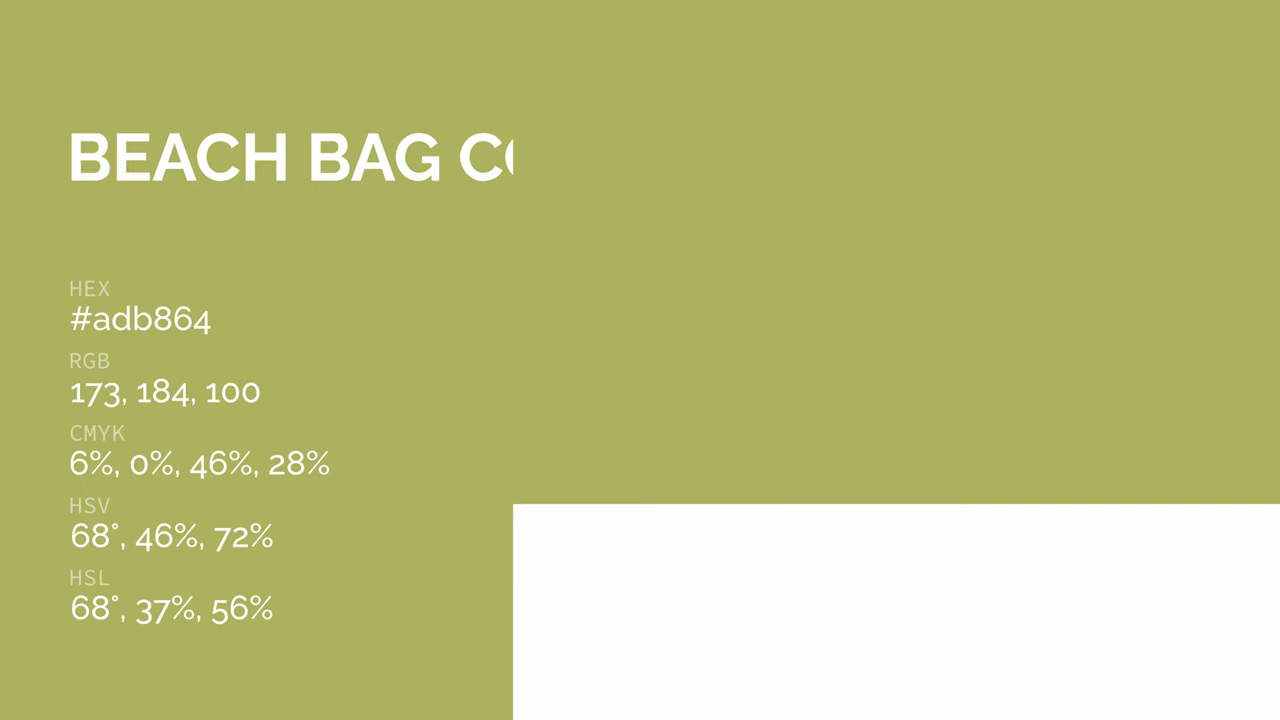 BEACH BAG
HEX
#adb864
RGB
173, 184, 100
CMYK
6%, 0%, 46%, 28%
HSV
68°, 46%, 72%
HSL
68°, 37%, 56%